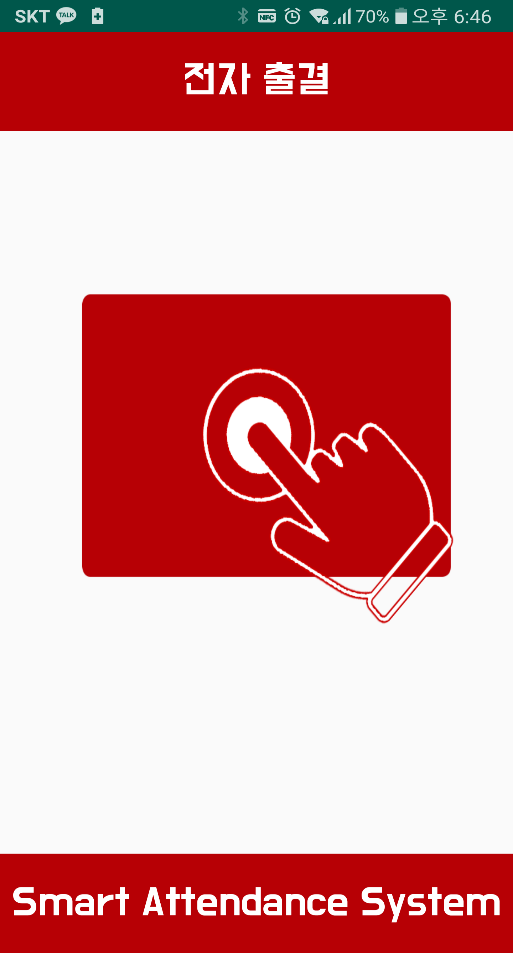 SKT TALK NFC 70% 오후 6:46
전자 출결
Smart Attendance System